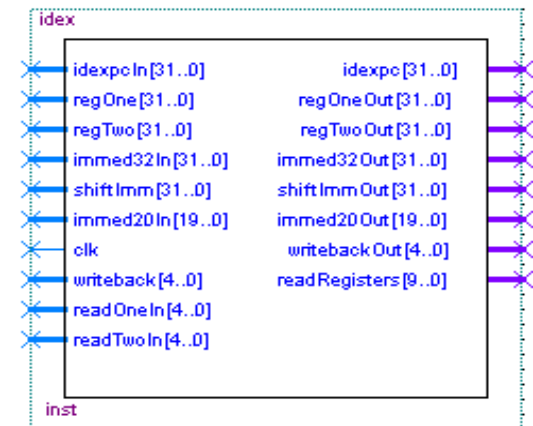 idex
idexpcIn[31..0] idexpc[31..0]
regOne[31..0] regOneOut[31..0]
regTwo[31..0] regTwoOut[31..0]
immed32In[31..0] immed32Out[31..0]
shiftImm[31..0] shiftImmOut[31..0]
immed20In[19..0] immed20Out[19..0]
clk writebackOut[4..0]
writeback[4..0] readRegisters[9..0]
readOneIn[4..0]
readTwoIn[4..0]
inst